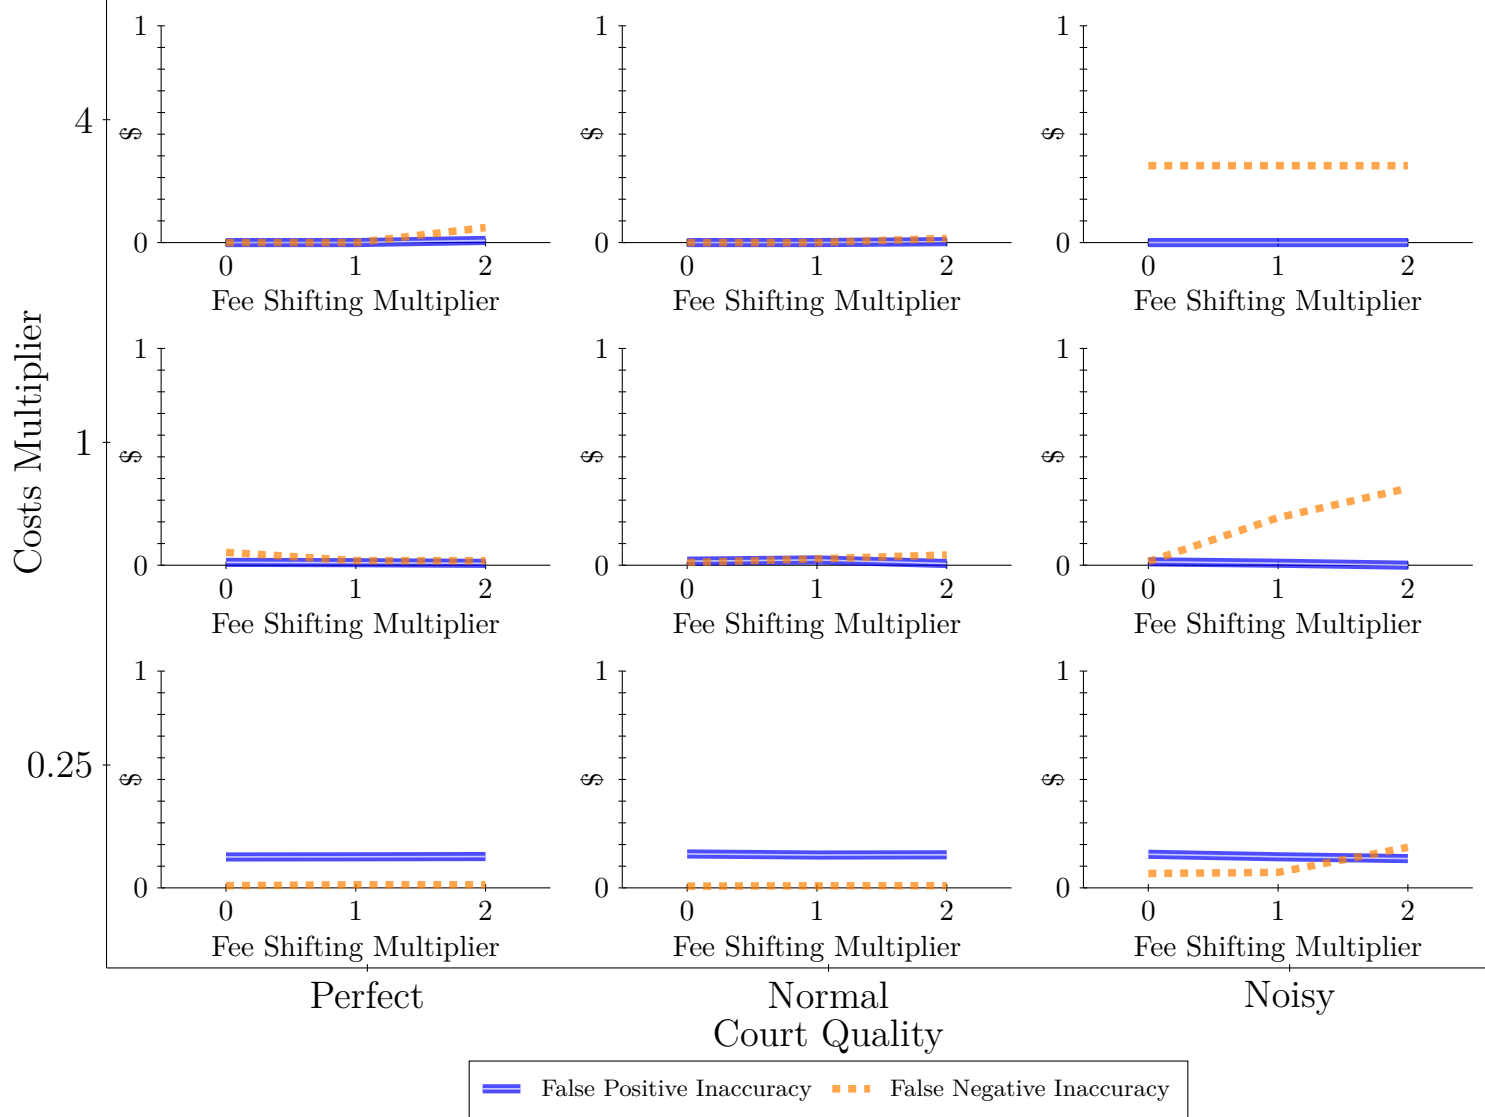 1
$
0
0 1 2
Fee Shifting Multiplier
1
$
0
0 1 2
Fee Shifting Multiplier
1
$
0
0 1 2
Fee Shifting Multiplier
4
1
$
0
0 1 2
Fee Shifting Multiplier
1
$
0
0 1 2
Fee Shifting Multiplier
1
$
0
0 1 2
Fee Shifting Multiplier
1
Costs Multiplier
1
$
0
0 1 2
Fee Shifting Multiplier
1
$
0
0 1 2
Fee Shifting Multiplier
1
$
0
0 1 2
Fee Shifting Multiplier
0.25
Perfect Normal Noisy
Court Quality
False Positive Inaccuracy False Negative Inaccuracy